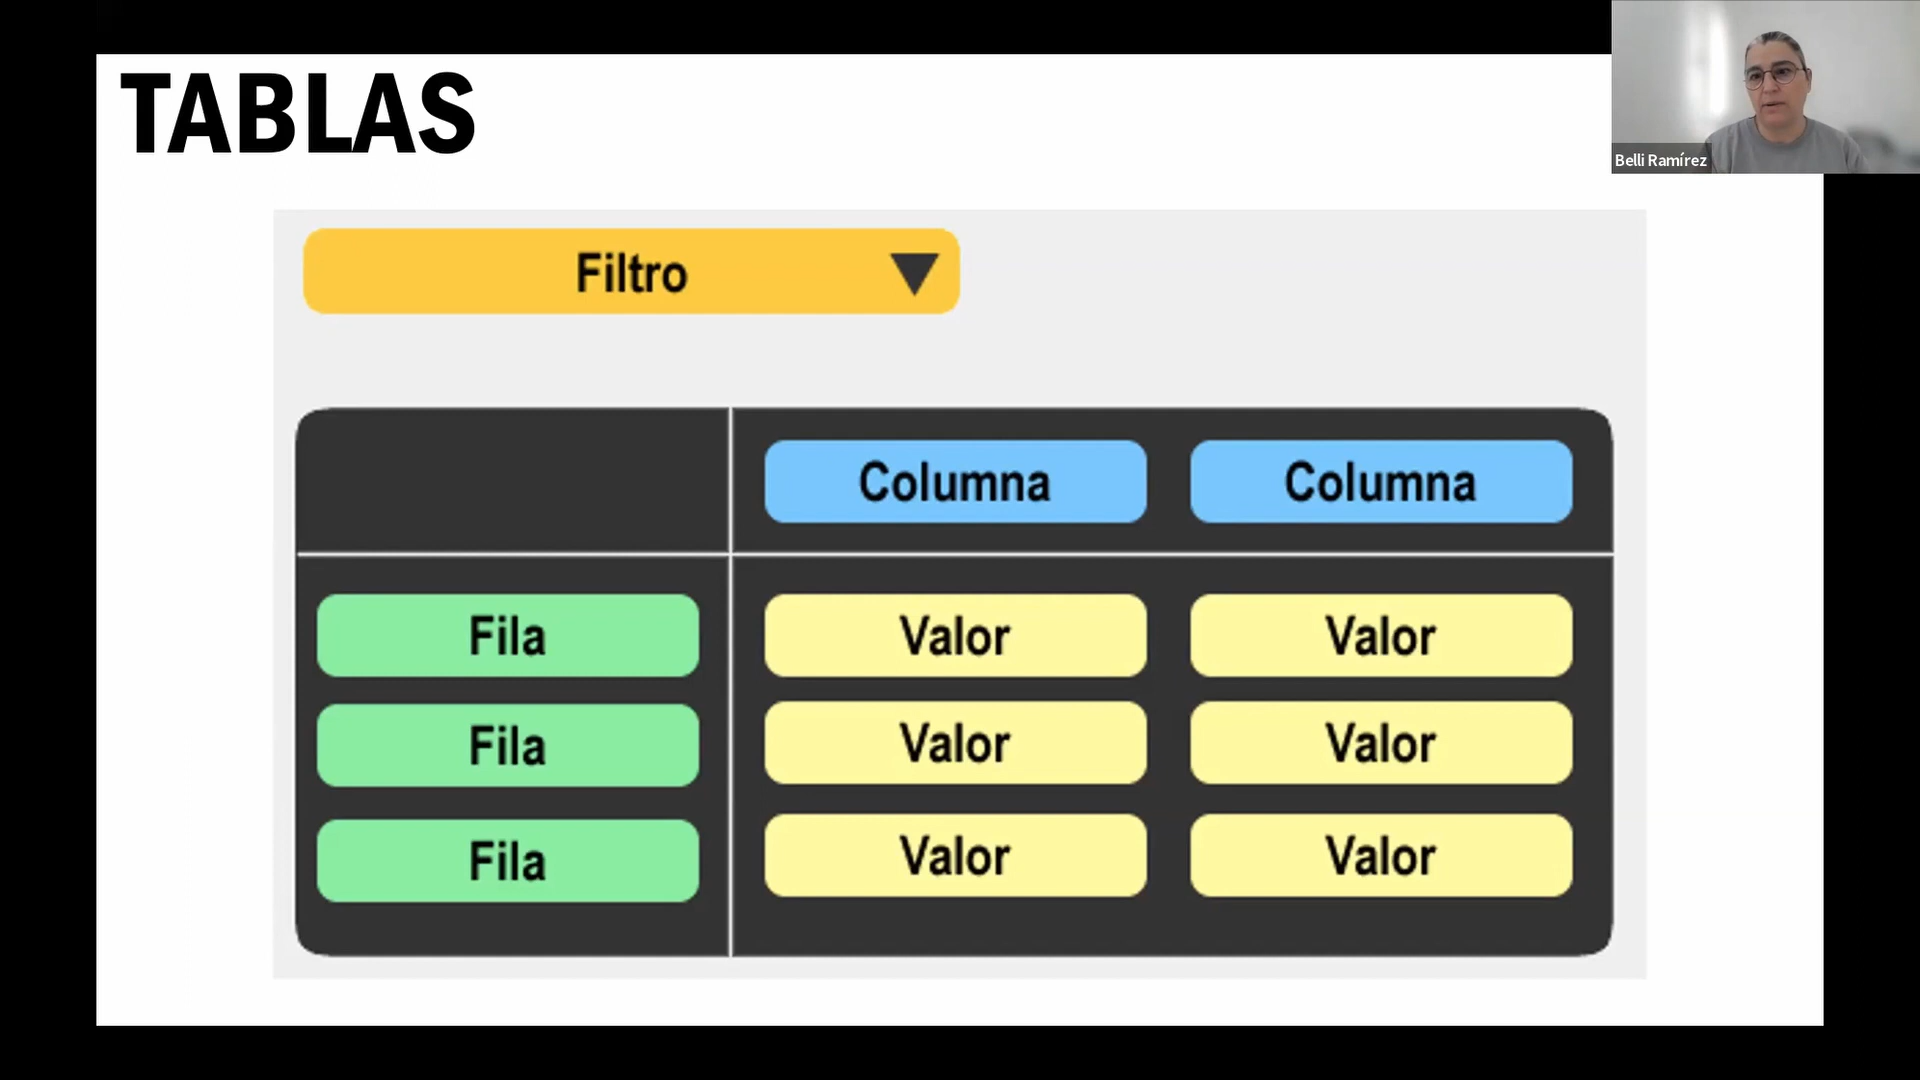 TABLAS
Belli Ramírez
Filtro
Columna Columna
Fila Valor Valor
Fila Valor Valor
Fila Valor Valor